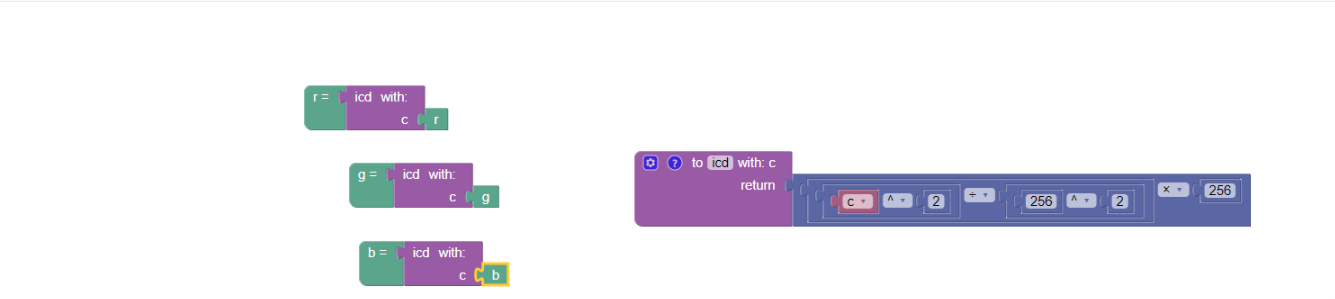 r = icd with:
c r
g = icd with:
c g
? to icd with: c
return c ^ 2 ÷ 256 ^ 2 × 256
b = icd with:
c b